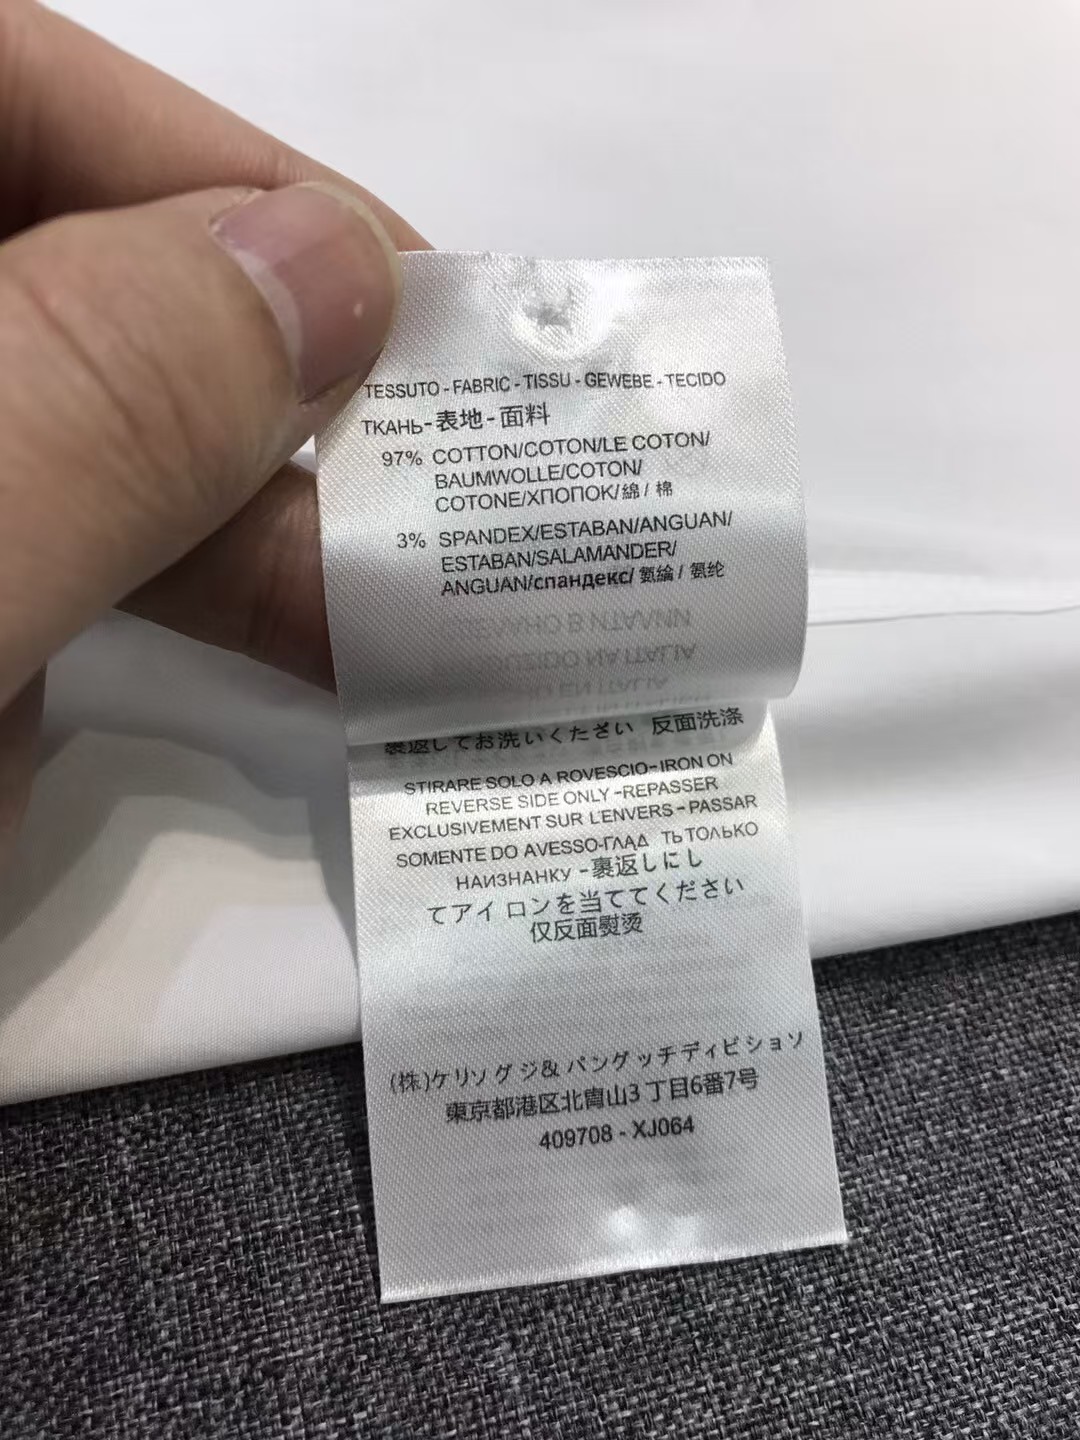 TESSUTO - FABRIC - TISSU - GEWEBE - TECIDO
ТКАНЬ-表地-面料
97% COTTON/COTON/LE COTON/
BAUMWOLLE/COTON/
COTONE/ХПОПОК/綿/棉
3% SPANDEX/ESTABAN/ANGUAN/
ESTABAN/SALAMANDER/
ANGUAN/спандекс/氨綸/氨纶
裏返してお洗いください 反面洗涤
STIRARE SOLO A ROVESCIO-IRON ON
REVERSE SIDE ONLY -REPASSER
EXCLUSIVEMENT SUR L'ENVERS - PASSAR
SOMENTE DO AVESSO-ГЛАД ТЬ ТОЛЬКО
НАИЗНАНКУ -裏返しにし
てアイロンを当ててください
仅反面熨烫
(株)ケリソグジ&パングッチディビショソ
東京都港区北胄山3丁目6番7号
409708 - XJ064